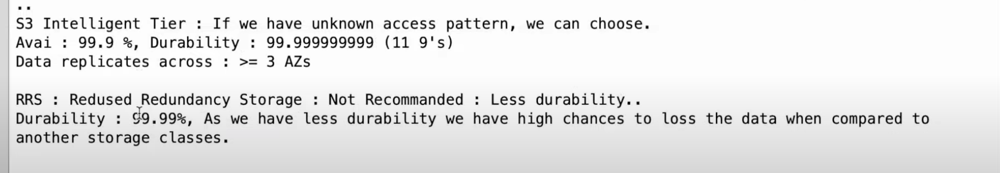 ..
S3 Intelligent Tier : If we have unknown access pattern, we can choose.
Avai : 99.9 %, Durability : 99.999999999 (11 9's)
Data replicates across : >= 3 AZs
RRS : Redused Redundancy Storage : Not Recommanded : Less durability..
Durability : 99.99%, As we have less durability we have high chances to loss the data when compared to
another storage classes.